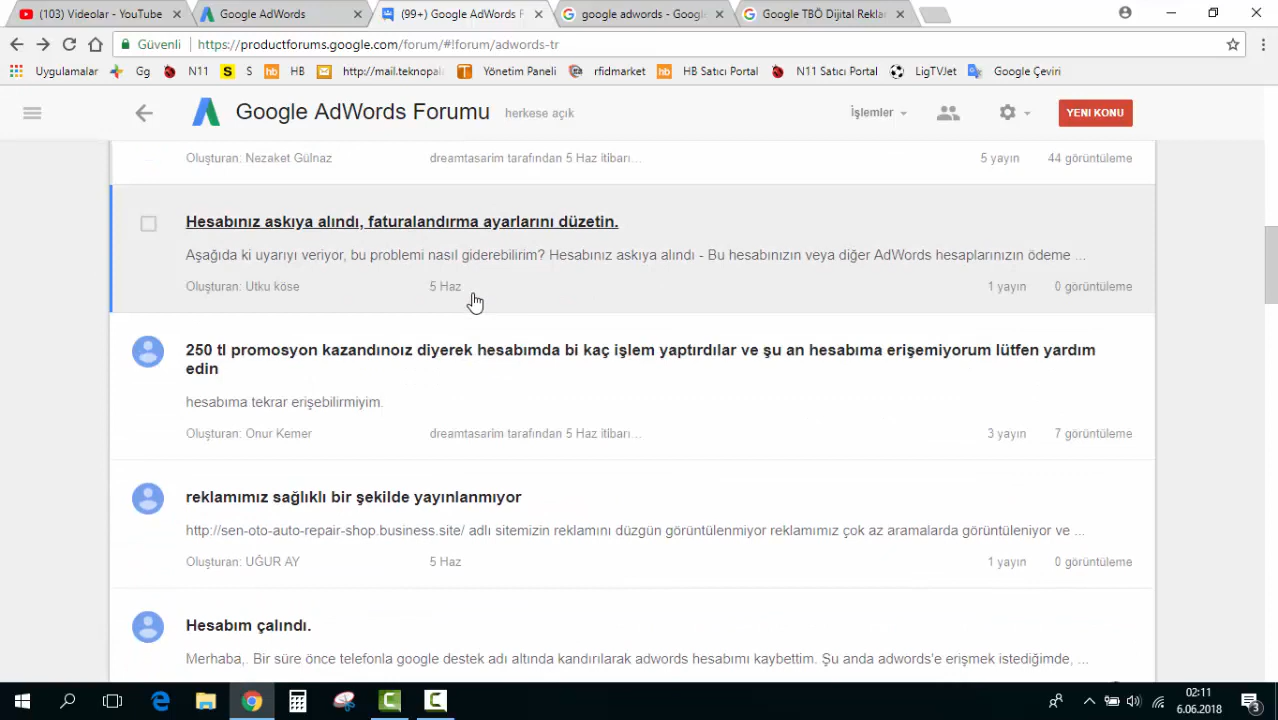 (103) Videolar - YouTube
Google AdWords
(99+) Google AdWords F
google adwords - Googl
Google TBÖ Dijital Rekla
Güvenli
https://productforums.google.com/forum/#!forum/adwords-tr
Uygulamalar
Gg
N11
S
S
hb
HB
http://mail.teknopal
Yönetim Paneli
rfidmarket
hb
HB Satıcı Portal
N11 Satıcı Portal
LigTVJet
Google Çeviri
Google AdWords Forumu
herkese açık
İşlemler
YENİ KONU
Oluşturan: Nezaket Gülnaz
dreamtasarim tarafından 5 Haz itibarı...
5 yayın
44 görüntüleme
Hesabınız askıya alındı, faturalandırma ayarlarını düzetin.
Aşağıda ki uyarıyı veriyor, bu problemi nasıl giderebilirim? Hesabınız askıya alındı - Bu hesabınızın veya diğer AdWords hesaplarınızın ödeme ...
Oluşturan: Utku köse
5 Haz
1 yayın
0 görüntüleme
250 tl promosyon kazandınoız diyerek hesabımda bi kaç işlem yaptırdılar ve şu an hesabıma erişemiyorum lütfen yardım
edin
hesabıma tekrar erişebilirmiyim.
Oluşturan: Onur Kemer
dreamtasarim tarafından 5 Haz itibarı ...
3 yayın
7 görüntüleme
reklamımız sağlıklı bir şekilde yayınlanmıyor
http://sen-oto-auto-repair-shop.business.site/ adlı sitemizin reklamını düzgün görüntülenmiyor reklamımız çok az aramalarda görüntüleniyor ve ...
Oluşturan: UĞUR AY
5 Haz
1 yayın
0 görüntüleme
Hesabım çalındı.
Merhaba,. Bir süre önce telefonla google destek adı altında kandırılarak adwords hesabımı kaybettim. Şu anda adwords'e erişmek istediğimde, ...
02:11
6.06.2018
3